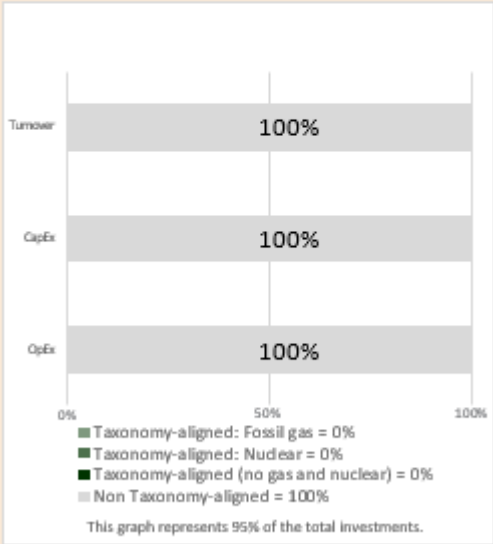 Turnover
100%
CapEx
100%
OpEx
100%
0% 50% 100%
Taxonomy-aligned: Fossil gas = 0%
Taxonomy-aligned: Nuclear = 0%
Taxonomy-aligned (no gas and nuclear) = 0%
Non Taxonomy-aligned = 100%
This graph represents 95% of the total investments.